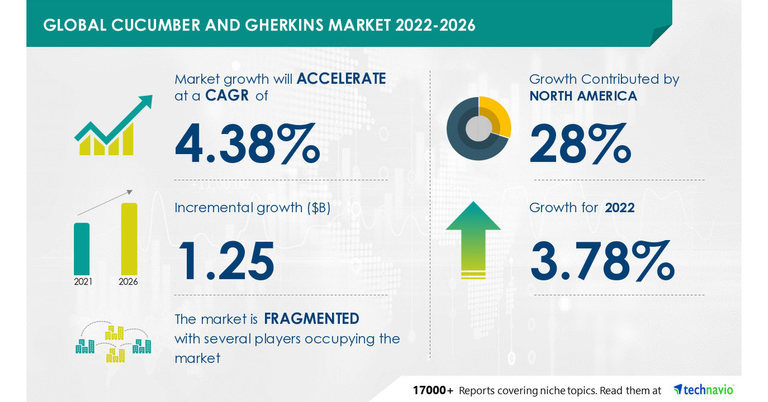 GLOBAL CUCUMBER AND GHERKINS MARKET 2022-2026
Market growth will ACCELERATE
at a CAGR of
4.38%
Growth Contributed by
NORTH AMERICA
28%
Incremental growth ($B)
1.25
2021
2026
Growth for 2022
3.78%
The market is FRAGMENTED
with several players occupying the
market
17000+ Reports covering niche topics. Read them at
technavio